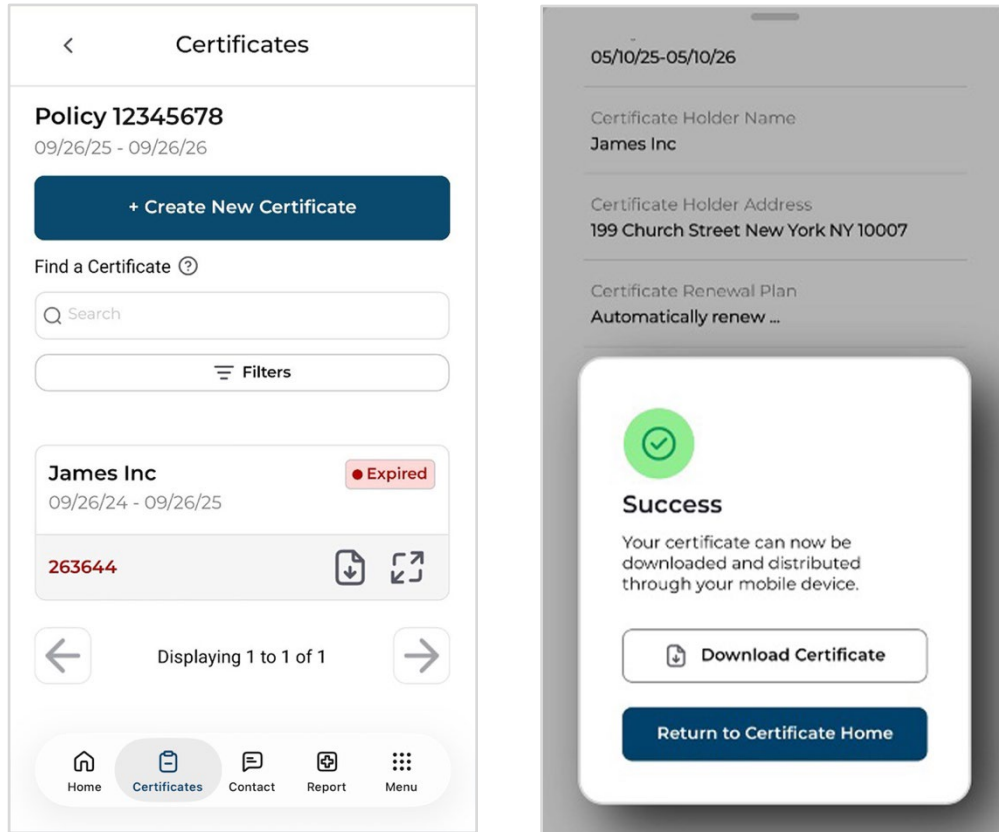 Certificates
Policy 12345678
09/26/25 - 09/26/26
+ Create New Certificate
Find a Certificate ?
Search
Filters
James Inc
Expired
09/26/24 - 09/26/25
263644
Displaying 1 to 1 of 1
Home
Certificates
Contact
Report
Menu
05/10/25-05/10/26
Certificate Holder Name
James Inc
Certificate Holder Address
199 Church Street New York NY 10007
Certificate Renewal Plan
Automatically renew ...
Success
Your certificate can now be
downloaded and distributed
through your mobile device.
Download Certificate
Return to Certificate Home